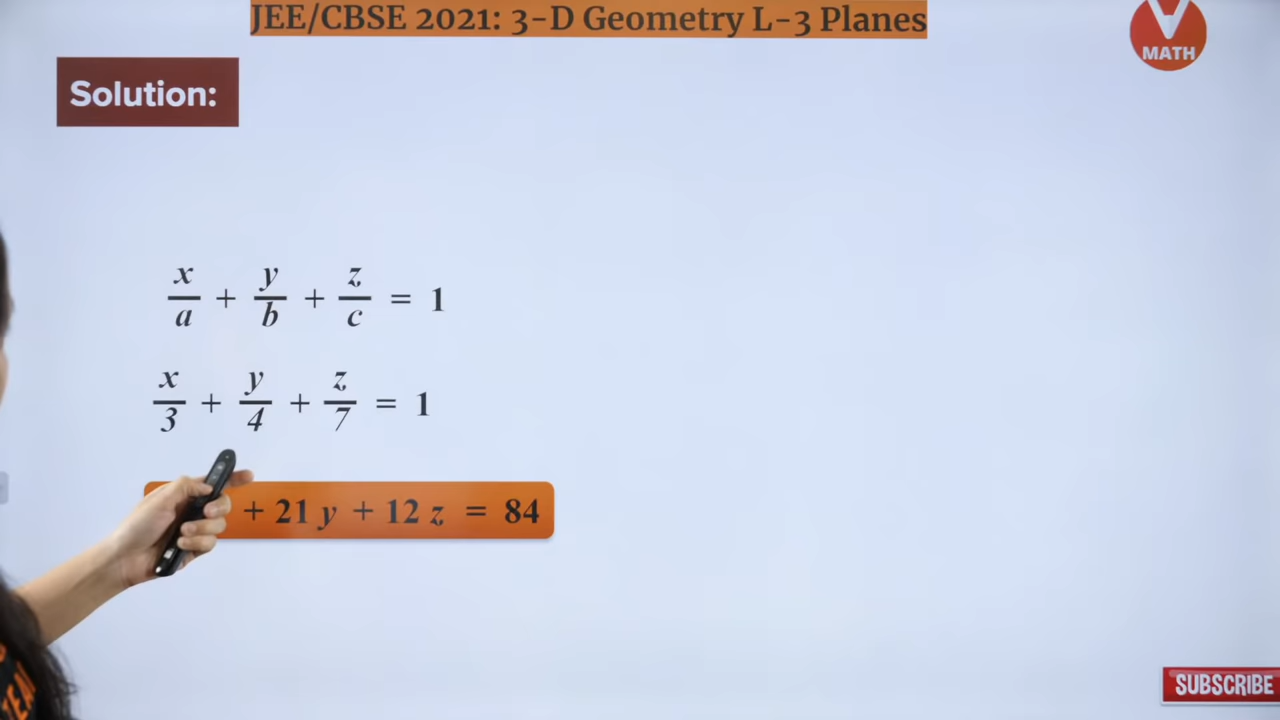 JEE/CBSE 2021: 3-D Geometry L-3 Planes
V
MATH
Solution:
x/a + y/b + z/c = 1
x/3 + y/4 + z/7 = 1
+ 21 y + 12 z = 84
SUBSCRIBE